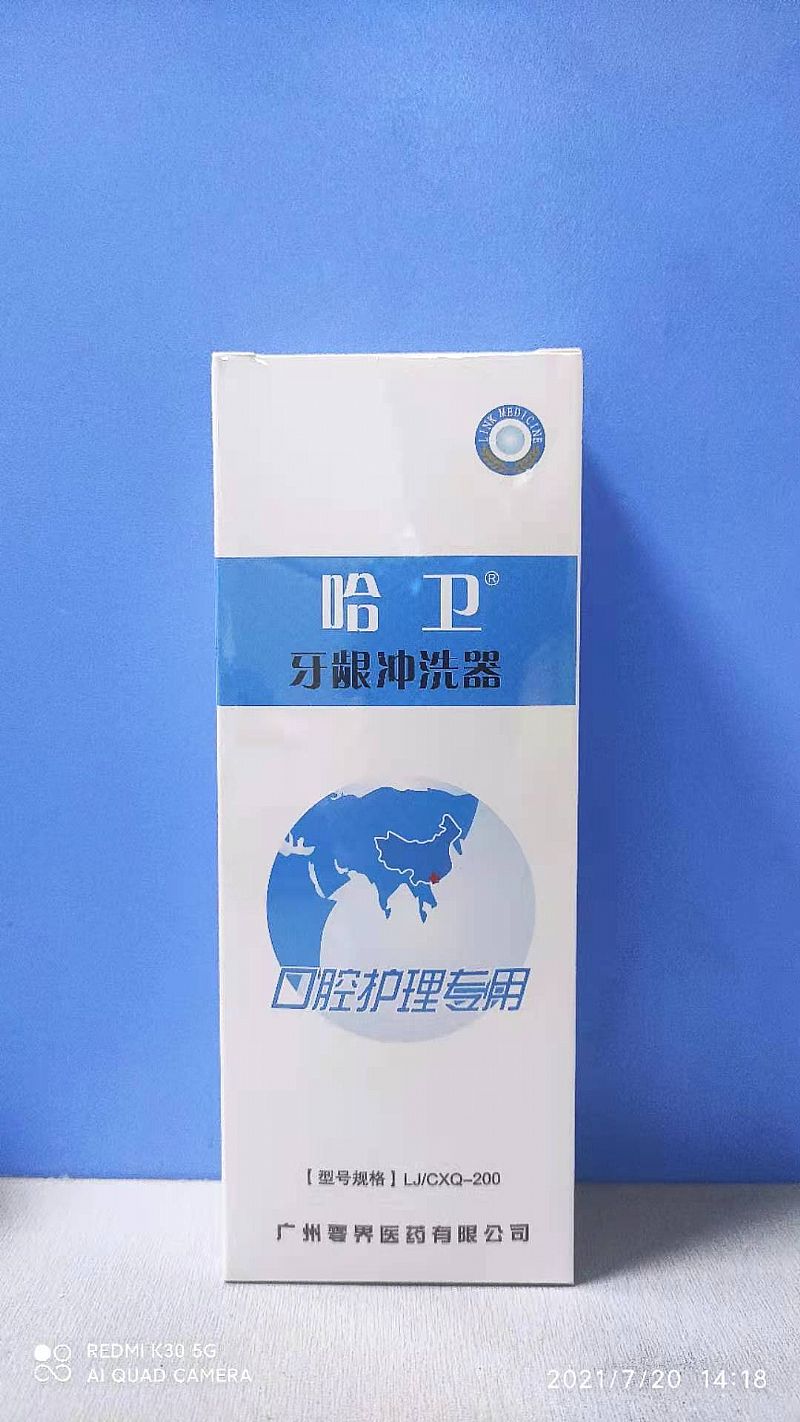 LINK MEDICINE
哈卫®
牙龈冲洗器
口腔护理专用
【型号规格】LJ/CXQ-200
广州零界医药有限公司
REDMI K30 5G
AI QUAD CAMERA
2021/7/20 14:18